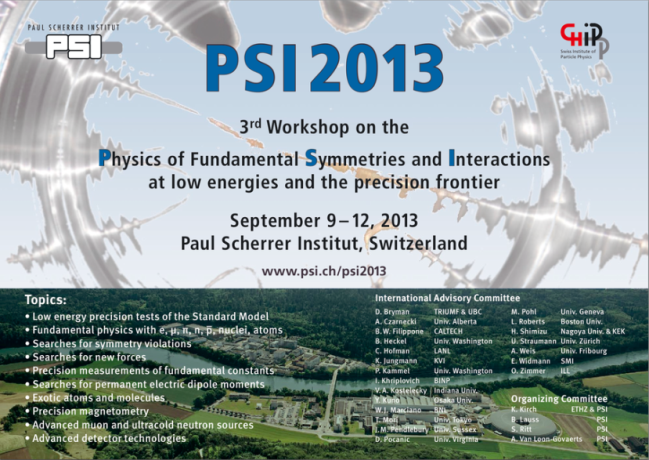 PAUL SCHERRER INSTITUT
PSI
CHIPP
Swiss Institute of
Particle Physics
PSI 2013
3rd Workshop on the
Physics of Fundamental Symmetries and Interactions
at low energies and the precision frontier
September 9–12, 2013
Paul Scherrer Institut, Switzerland
www.psi.ch/psi2013
Topics:
• Low energy precision tests of the Standard Model
• Fundamental physics with e, μ, π, n, p̄, nuclei, atoms
• Searches for symmetry violations
• Searches for new forces
• Precision measurements of fundamental constants
• Searches for permanent electric dipole moments
• Exotic atoms and molecules
• Precision magnetometry
• Advanced muon and ultracold neutron sources
• Advanced detector technologies
International Advisory Committee
D. Bryman TRIUMF & UBC
A. Czarnecki Univ. Alberta
B.W. Filippone CALTECH
B. Heckel Univ. Washington
C. Hofman LANL
K. Jungmann KVI
P. Kammel Univ. Washington
I. Khriplovich BINP
V.A. Kostelecky Indiana Univ.
Y. Kuno Osaka Univ.
W.J. Marciano BNL
T. Mori Univ. Tokyo
J.M. Pendlebury Univ. Sussex
D. Pocanic Univ. Virginia
M. Pohl Univ. Geneva
L. Roberts Boston Univ.
H. Shimizu Nagoya Univ. & KEK
U. Straumann Univ. Zürich
A. Weis Univ. Fribourg
E. Widmann SMI
O. Zimmer ILL
Organizing Committee
K. Kirch ETHZ & PSI
B. Lauss PSI
S. Ritt PSI
A. Van Loon-Govaerts PSI